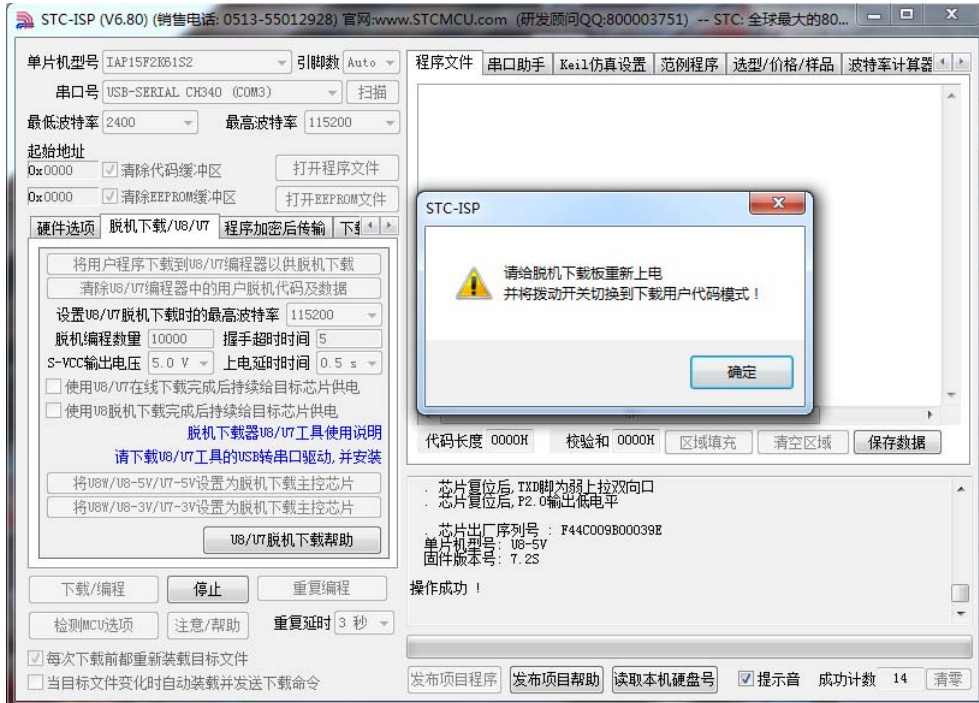 STC-ISP (V6.80) (销售电话: 0513-55012928) 官网:www.STCMCU.com (研发顾问QQ:800003751) -- STC: 全球最大的80...
单片机型号 IAP15F2K61S2 引脚数 Auto
串口号 USB-SERIAL CH340 (COM3) 扫描
最低波特率 2400 最高波特率 115200
起始地址
0x0000 清除代码缓冲区 打开程序文件
0x0000 清除EEPROM缓冲区 打开EEPROM文件
硬件选项 脱机下载/U8/U7 程序加密后传输
将用户程序下载到U8/U7编程器以供脱机下载
清除U8/U7编程器中的用户脱机代码及数据
设置U8/U7脱机下载时的最高波特率 115200
脱机编程数量 10000 握手超时时间 5
S-VCC输出电压 5.0 V 上电延时时间 0.5 s
使用U8/U7在线下载完成后持续给目标芯片供电
使用U8脱机下载完成后持续给目标芯片供电
脱机下载器U8/U7工具使用说明
请下载U8/U7工具的USB转串口驱动,并安装
将U8W/U8-5V/U7-5V设置为脱机下载主控芯片
将U8W/U8-3V/U7-3V设置为脱机下载主控芯片
U8/U7脱机下载帮助
下载/编程 停止 重复编程
检测MCU选项 注意/帮助 重复延时 3 秒
每次下载前都重新装载目标文件
当目标文件变化时自动装载并发送下载命令
程序文件 串口助手 Keil仿真设置 范例程序 选型/价格/样品 波特率计算器
STC-ISP
请给脱机下载板重新上电
并将拨动开关切换到下载用户代码模式！
确定
代码长度 0000H 校验和 0000H 区域填充 清空区域 保存数据
. 芯片复位后,TXD脚为弱上拉双向口
. 芯片复位后,P2.0输出低电平
. 芯片出厂序列号 : F44C009B00039E
单片机型号: U8-5V
固件版本号: 7.2S
操作成功 !
发布项目程序 发布项目帮助 读取本机硬盘号 提示音 成功计数 14 清零